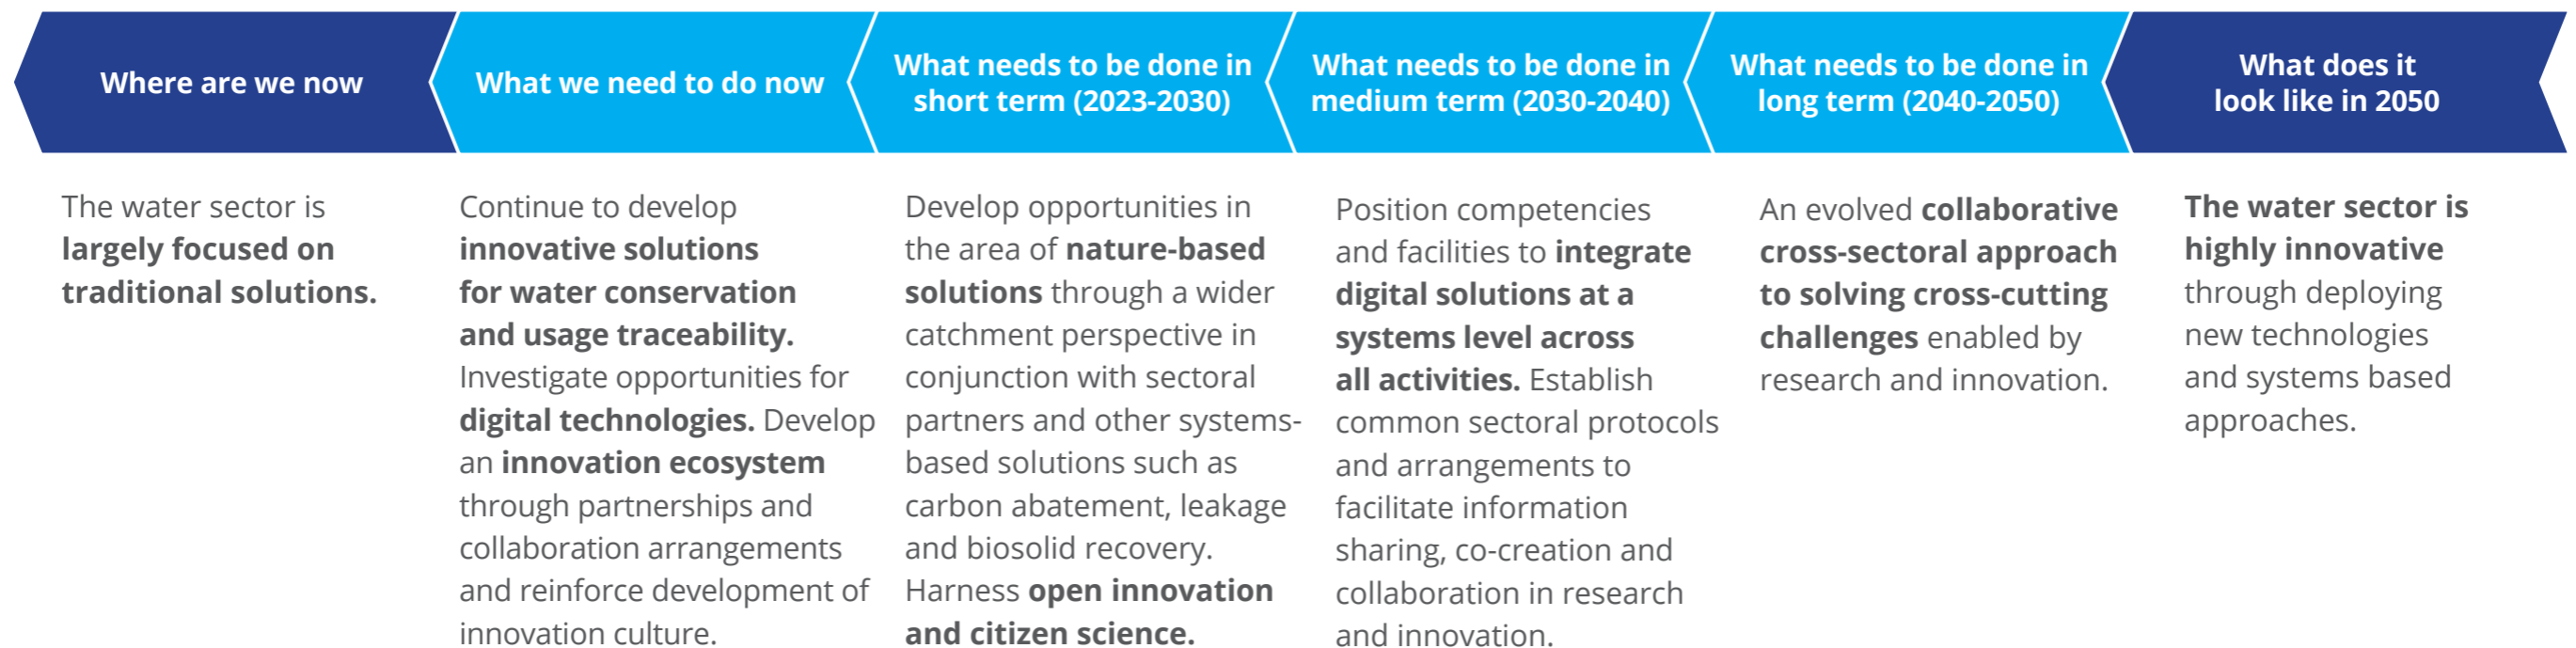 Where are we now
What we need to do now
What needs to be done in
short term (2023-2030)
What needs to be done in
medium term (2030-2040)
What needs to be done in
long term (2040-2050)
What does it
look like in 2050
The water sector is
largely focused on
traditional solutions.
Continue to develop
innovative solutions
for water conservation
and usage traceability.
Investigate opportunities for
digital technologies. Develop
an innovation ecosystem
through partnerships and
collaboration arrangements
and reinforce development of
innovation culture.
Develop opportunities in
the area of nature-based
solutions through a wider
catchment perspective in
conjunction with sectoral
partners and other systems-
based solutions such as
carbon abatement, leakage
and biosolid recovery.
Harness open innovation
and citizen science.
Position competencies
and facilities to integrate
digital solutions at a
systems level across
all activities. Establish
common sectoral protocols
and arrangements to
facilitate information
sharing, co-creation and
collaboration in research
and innovation.
An evolved collaborative
cross-sectoral approach
to solving cross-cutting
challenges enabled by
research and innovation.
The water sector is
highly innovative
through deploying
new technologies
and systems based
approaches.